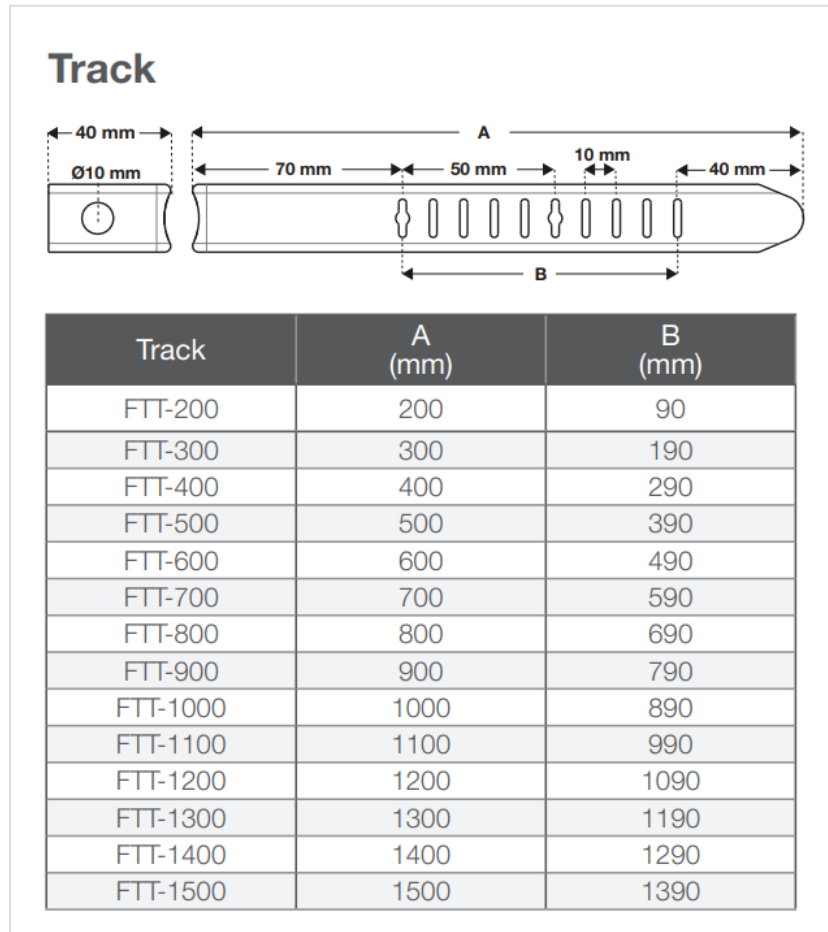 Track
40 mm
A
Ø10 mm
70 mm
50 mm
10 mm
40 mm
B
Track A (mm) B (mm)
FTT-200 200 90
FTT-300 300 190
FTT-400 400 290
FTT-500 500 390
FTT-600 600 490
FTT-700 700 590
FTT-800 800 690
FTT-900 900 790
FTT-1000 1000 890
FTT-1100 1100 990
FTT-1200 1200 1090
FTT-1300 1300 1190
FTT-1400 1400 1290
FTT-1500 1500 1390